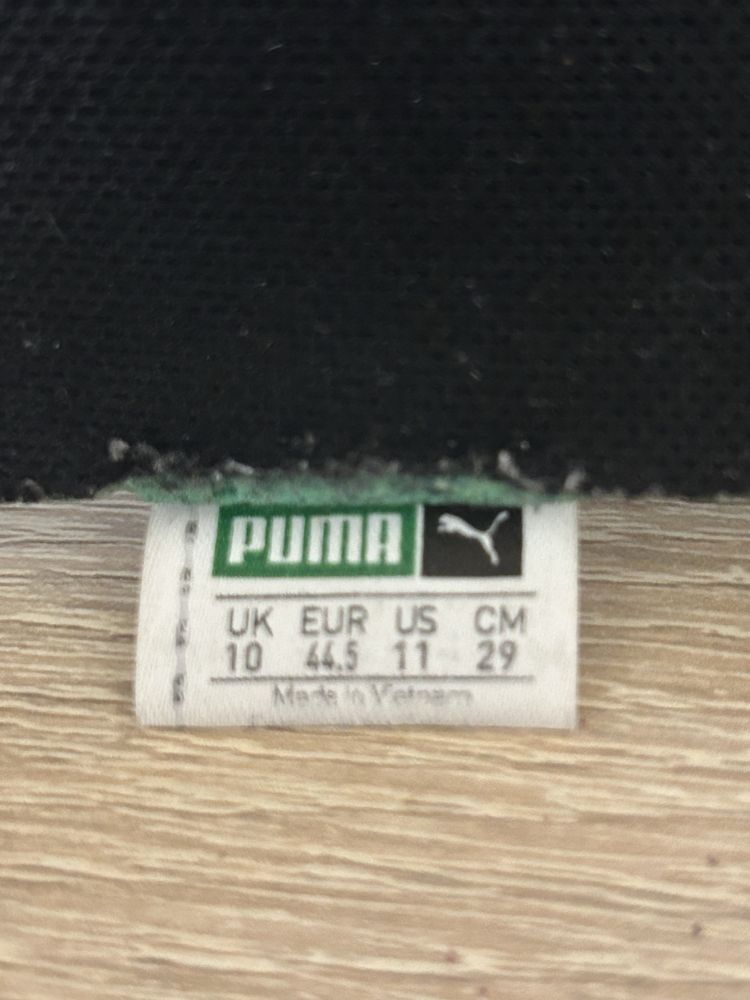 PUMA
UK EUR US CM
10 44.5 11 29
Made in Vietnam